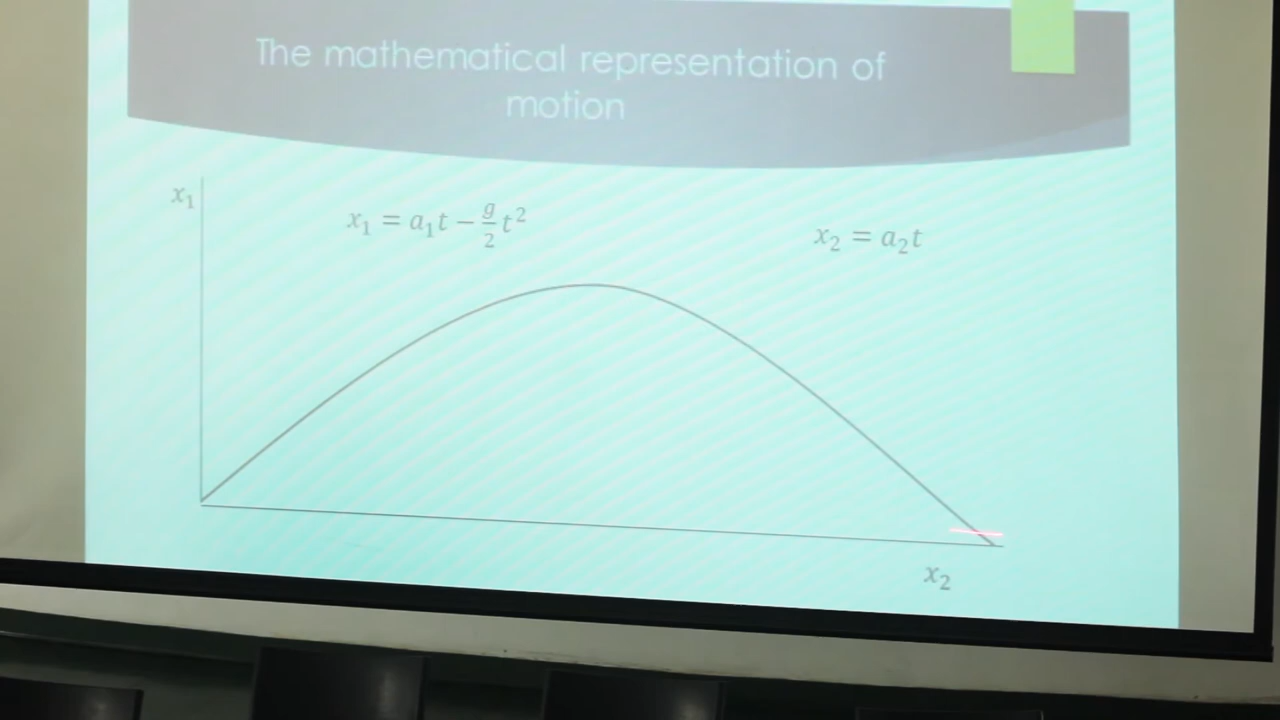 The mathematical representation of
motion
x₁
x₁ = a₁t − g/2 t²
x₂ = a₂t
x₂